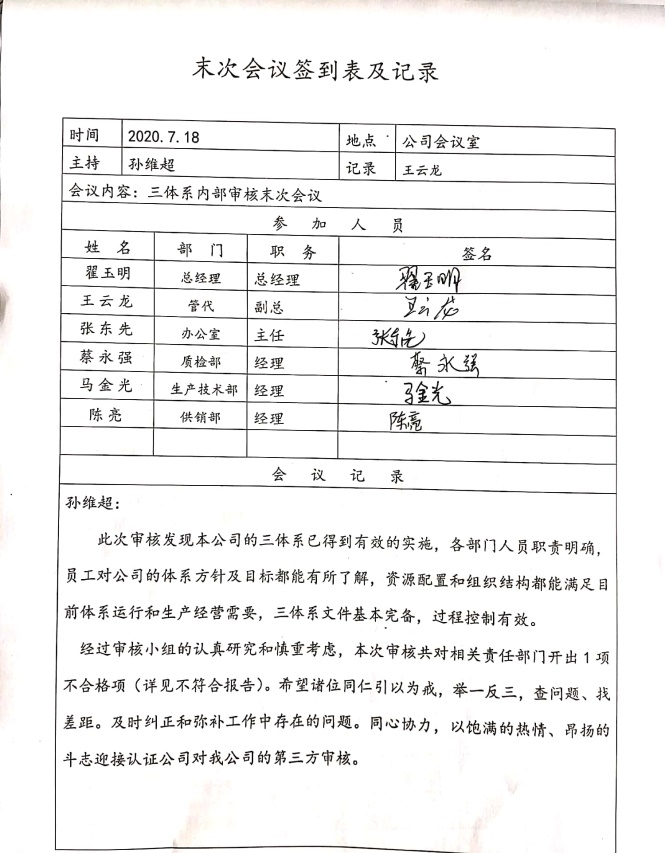 末次会议签到表及记录
时间 2020.7.18 地点 公司会议室
主持 孙维超 记录 王云龙
会议内容：三体系内部审核末次会议
参 加 人 员
姓 名 部 门 职 务 签名
翟玉明 总经理 总经理 翟玉明
王云龙 管代 副总 王云龙
张东先 办公室 主任 张东先
蔡永强 质检部 经理 蔡永强
马金光 生产技术部 经理 马金光
陈亮 供销部 经理 陈亮
会 议 记 录
孙维超：
此次审核发现本公司的三体系已得到有效的实施，各部门人员职责明确，
员工对公司的体系方针及目标都能有所了解，资源配置和组织结构都能满足目
前体系运行和生产经营需要，三体系文件基本完备，过程控制有效。
经过审核小组的认真研究和慎重考虑，本次审核共对相关责任部门开出 1 项
不合格项（详见不符合报告）。希望诸位同仁引以为戒，举一反三，查问题、找
差距。及时纠正和弥补工作中存在的问题。同心协力，以饱满的热情、昂扬的
斗志迎接认证公司对我公司的第三方审核。